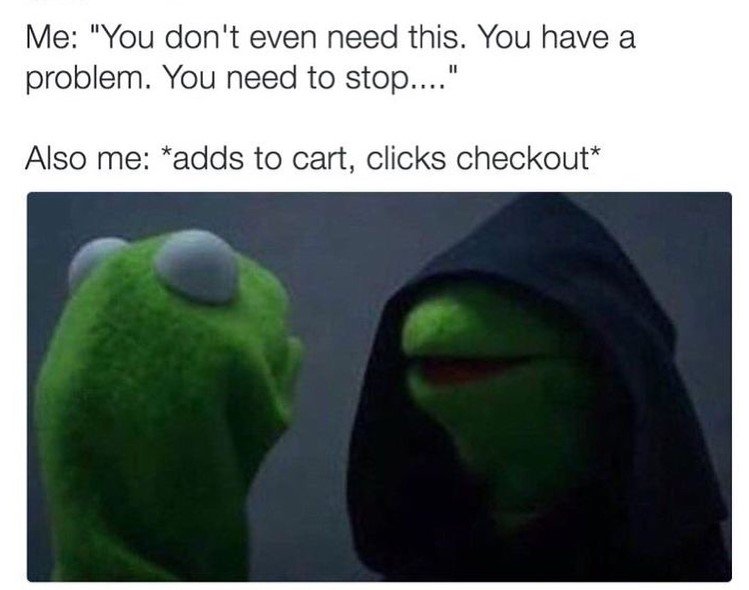 Me: "You don't even need this. You have a
problem. You need to stop...."
Also me: *adds to cart, clicks checkout*